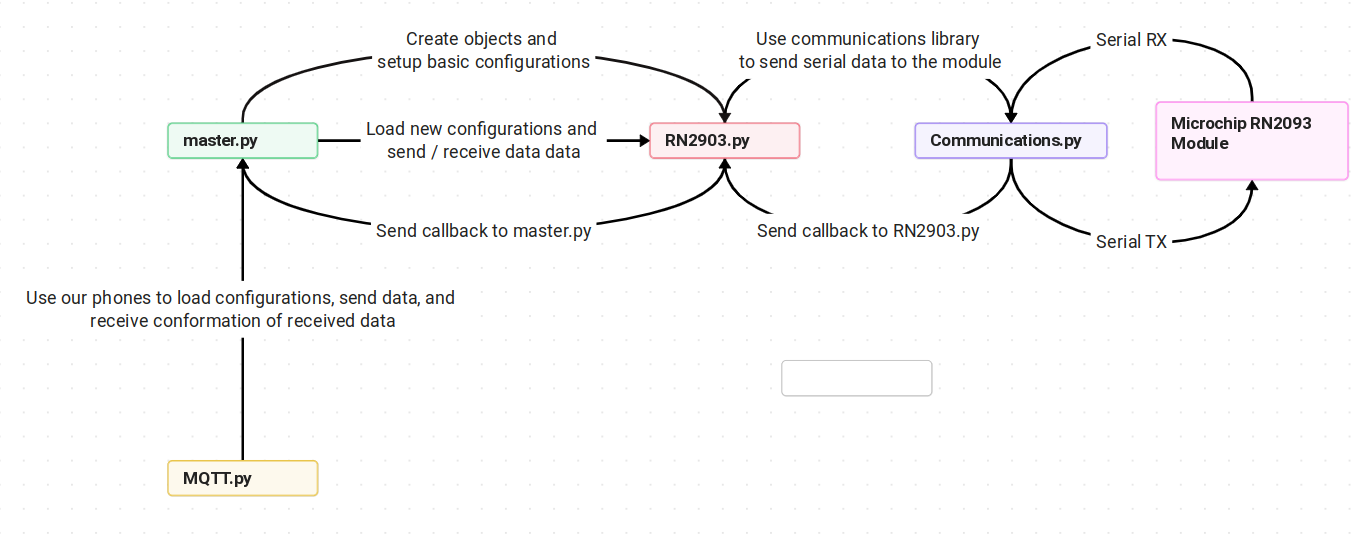 Create objects and
setup basic configurations
Use communications library
to send serial data to the module
Serial RX
master.py
Load new configurations and
send / receive data data
RN2903.py
Communications.py
Microchip RN2093
Module
Send callback to master.py
Send callback to RN2903.py
Serial TX
Use our phones to load configurations, send data, and
receive conformation of received data
MQTT.py